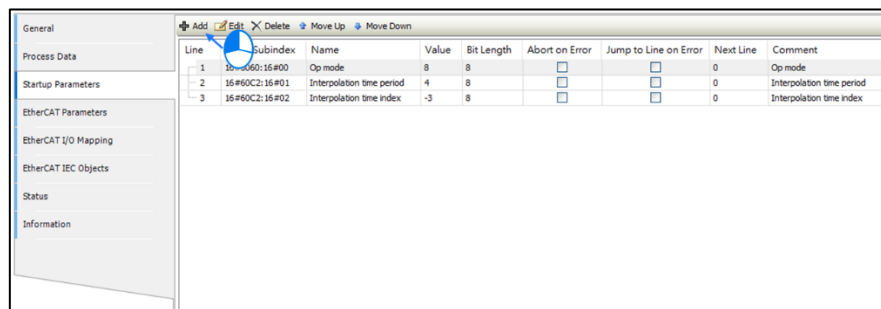 General
Process Data
Startup Parameters
EtherCAT Parameters
EtherCAT I/O Mapping
EtherCAT IEC Objects
Status
Information
Add Edit Delete Move Up Move Down
Line Subindex Name Value Bit Length Abort on Error Jump to Line on Error Next Line Comment
1 60:16#00 Op mode 8 8 0 Op mode
2 16#60C2:16#01 Interpolation time period 4 8 0 Interpolation time period
3 16#60C2:16#02 Interpolation time index -3 8 0 Interpolation time index